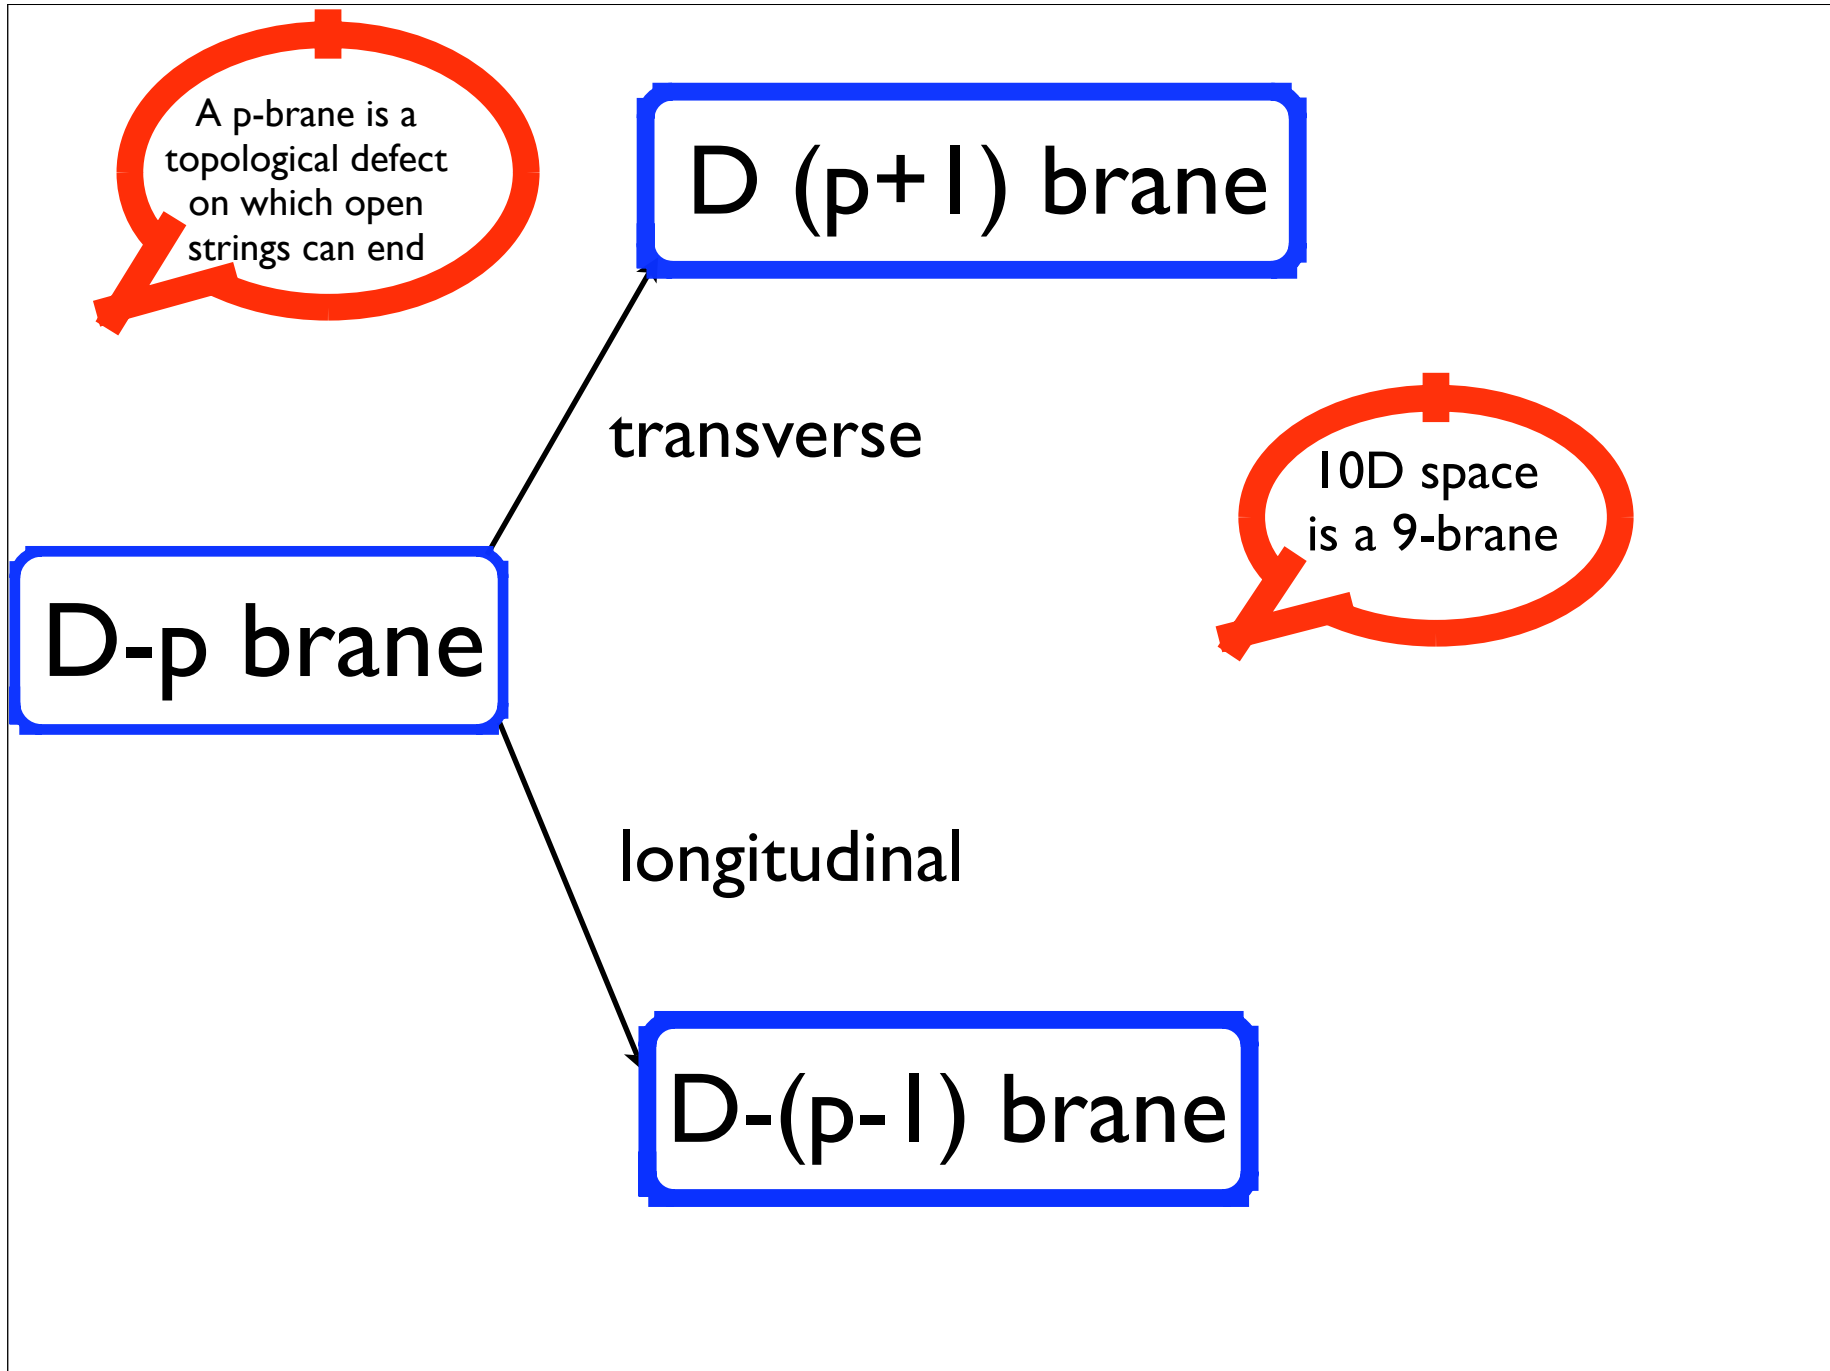 A p-brane is a
topological defect
on which open
strings can end
D (p+1) brane
transverse
10D space
is a 9-brane
D-p brane
longitudinal
D-(p-1) brane